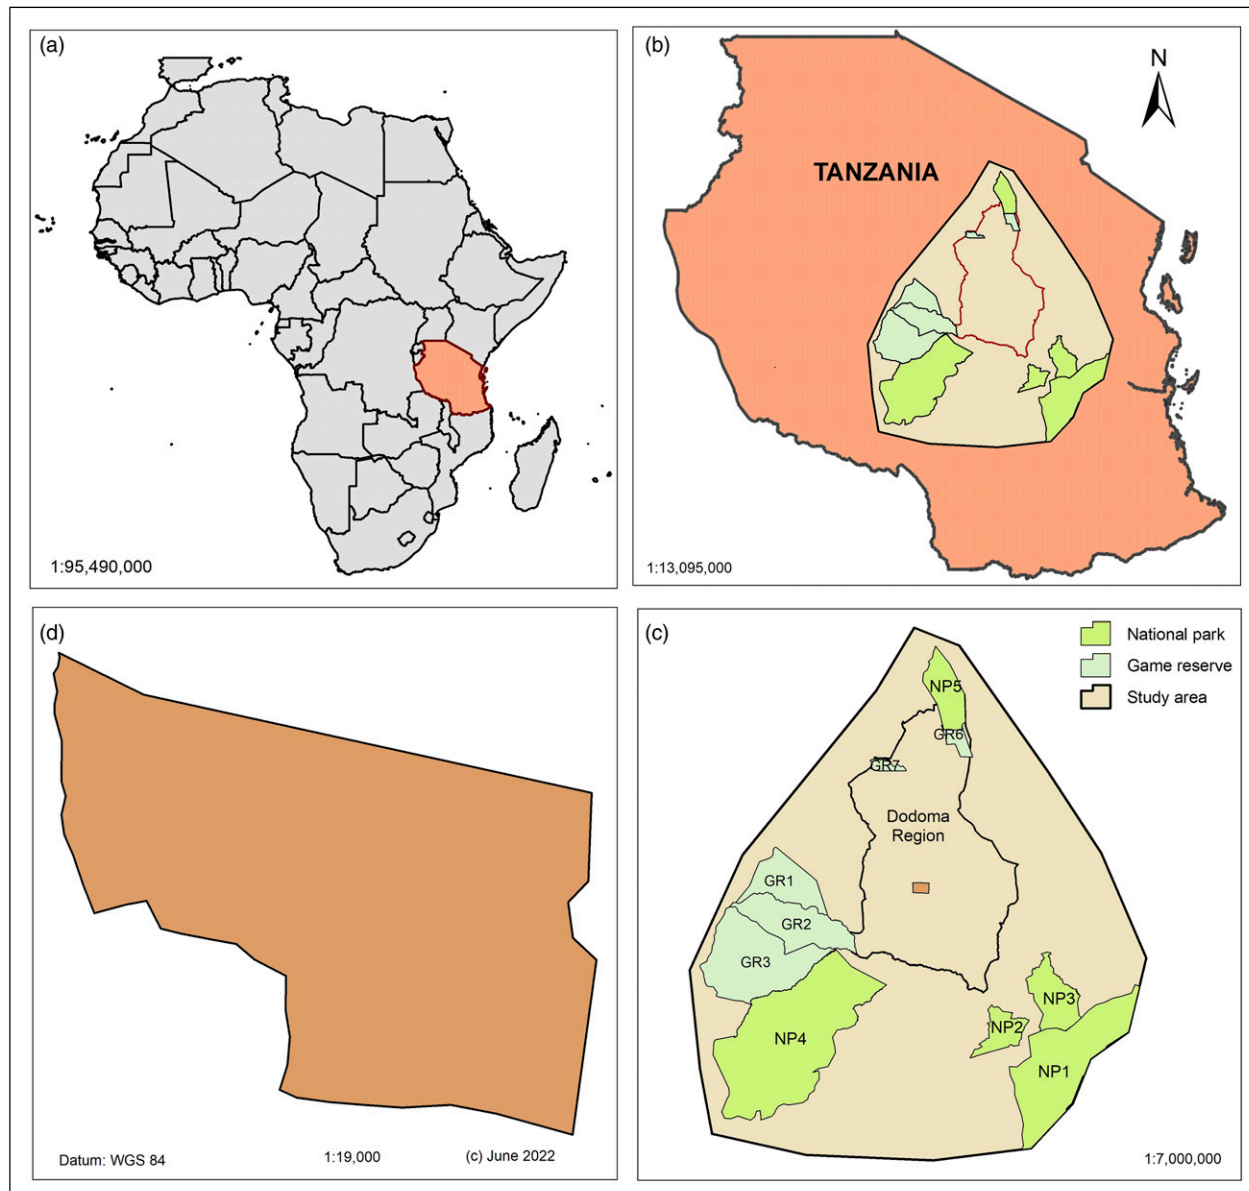 (a)
1:95,490,000
(b)
N
TANZANIA
1:13,095,000
(d)
Datum: WGS 84
1:19,000
(c) June 2022
(c)
National park
Game reserve
Study area
NP5
GR6
GR7
Dodoma
Region
GR1
GR2
GR3
NP4
NP3
NP2
NP1
1:7,000,000